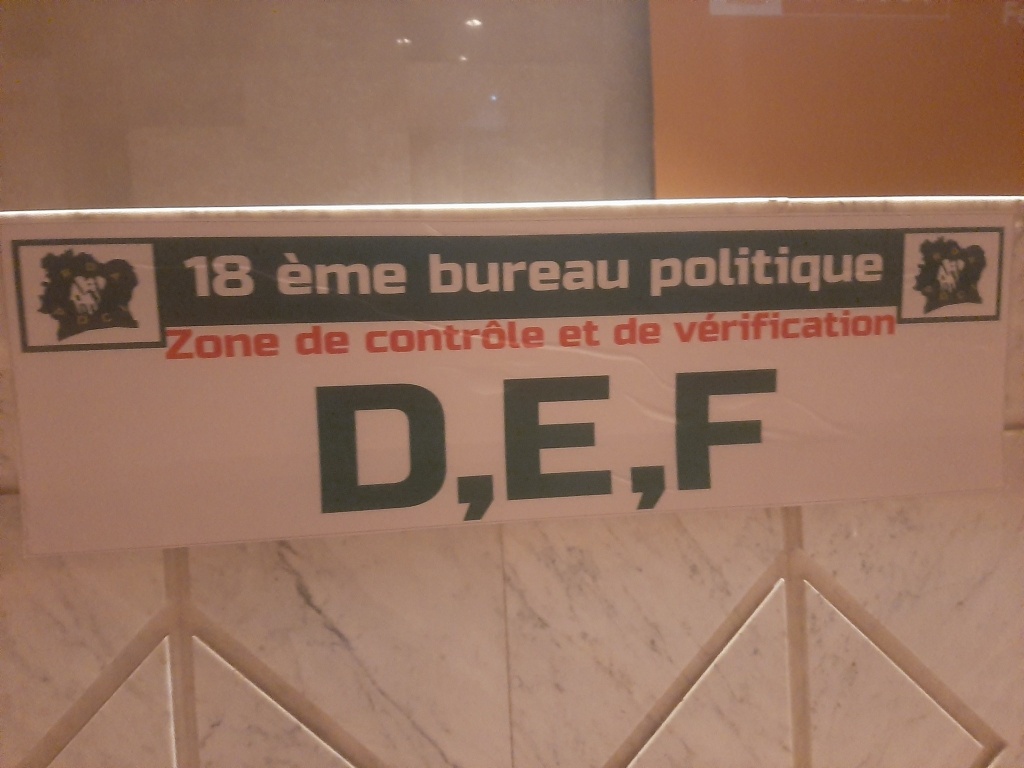 18 ème bureau politique
Zone de contrôle et de vérification
D,E,F